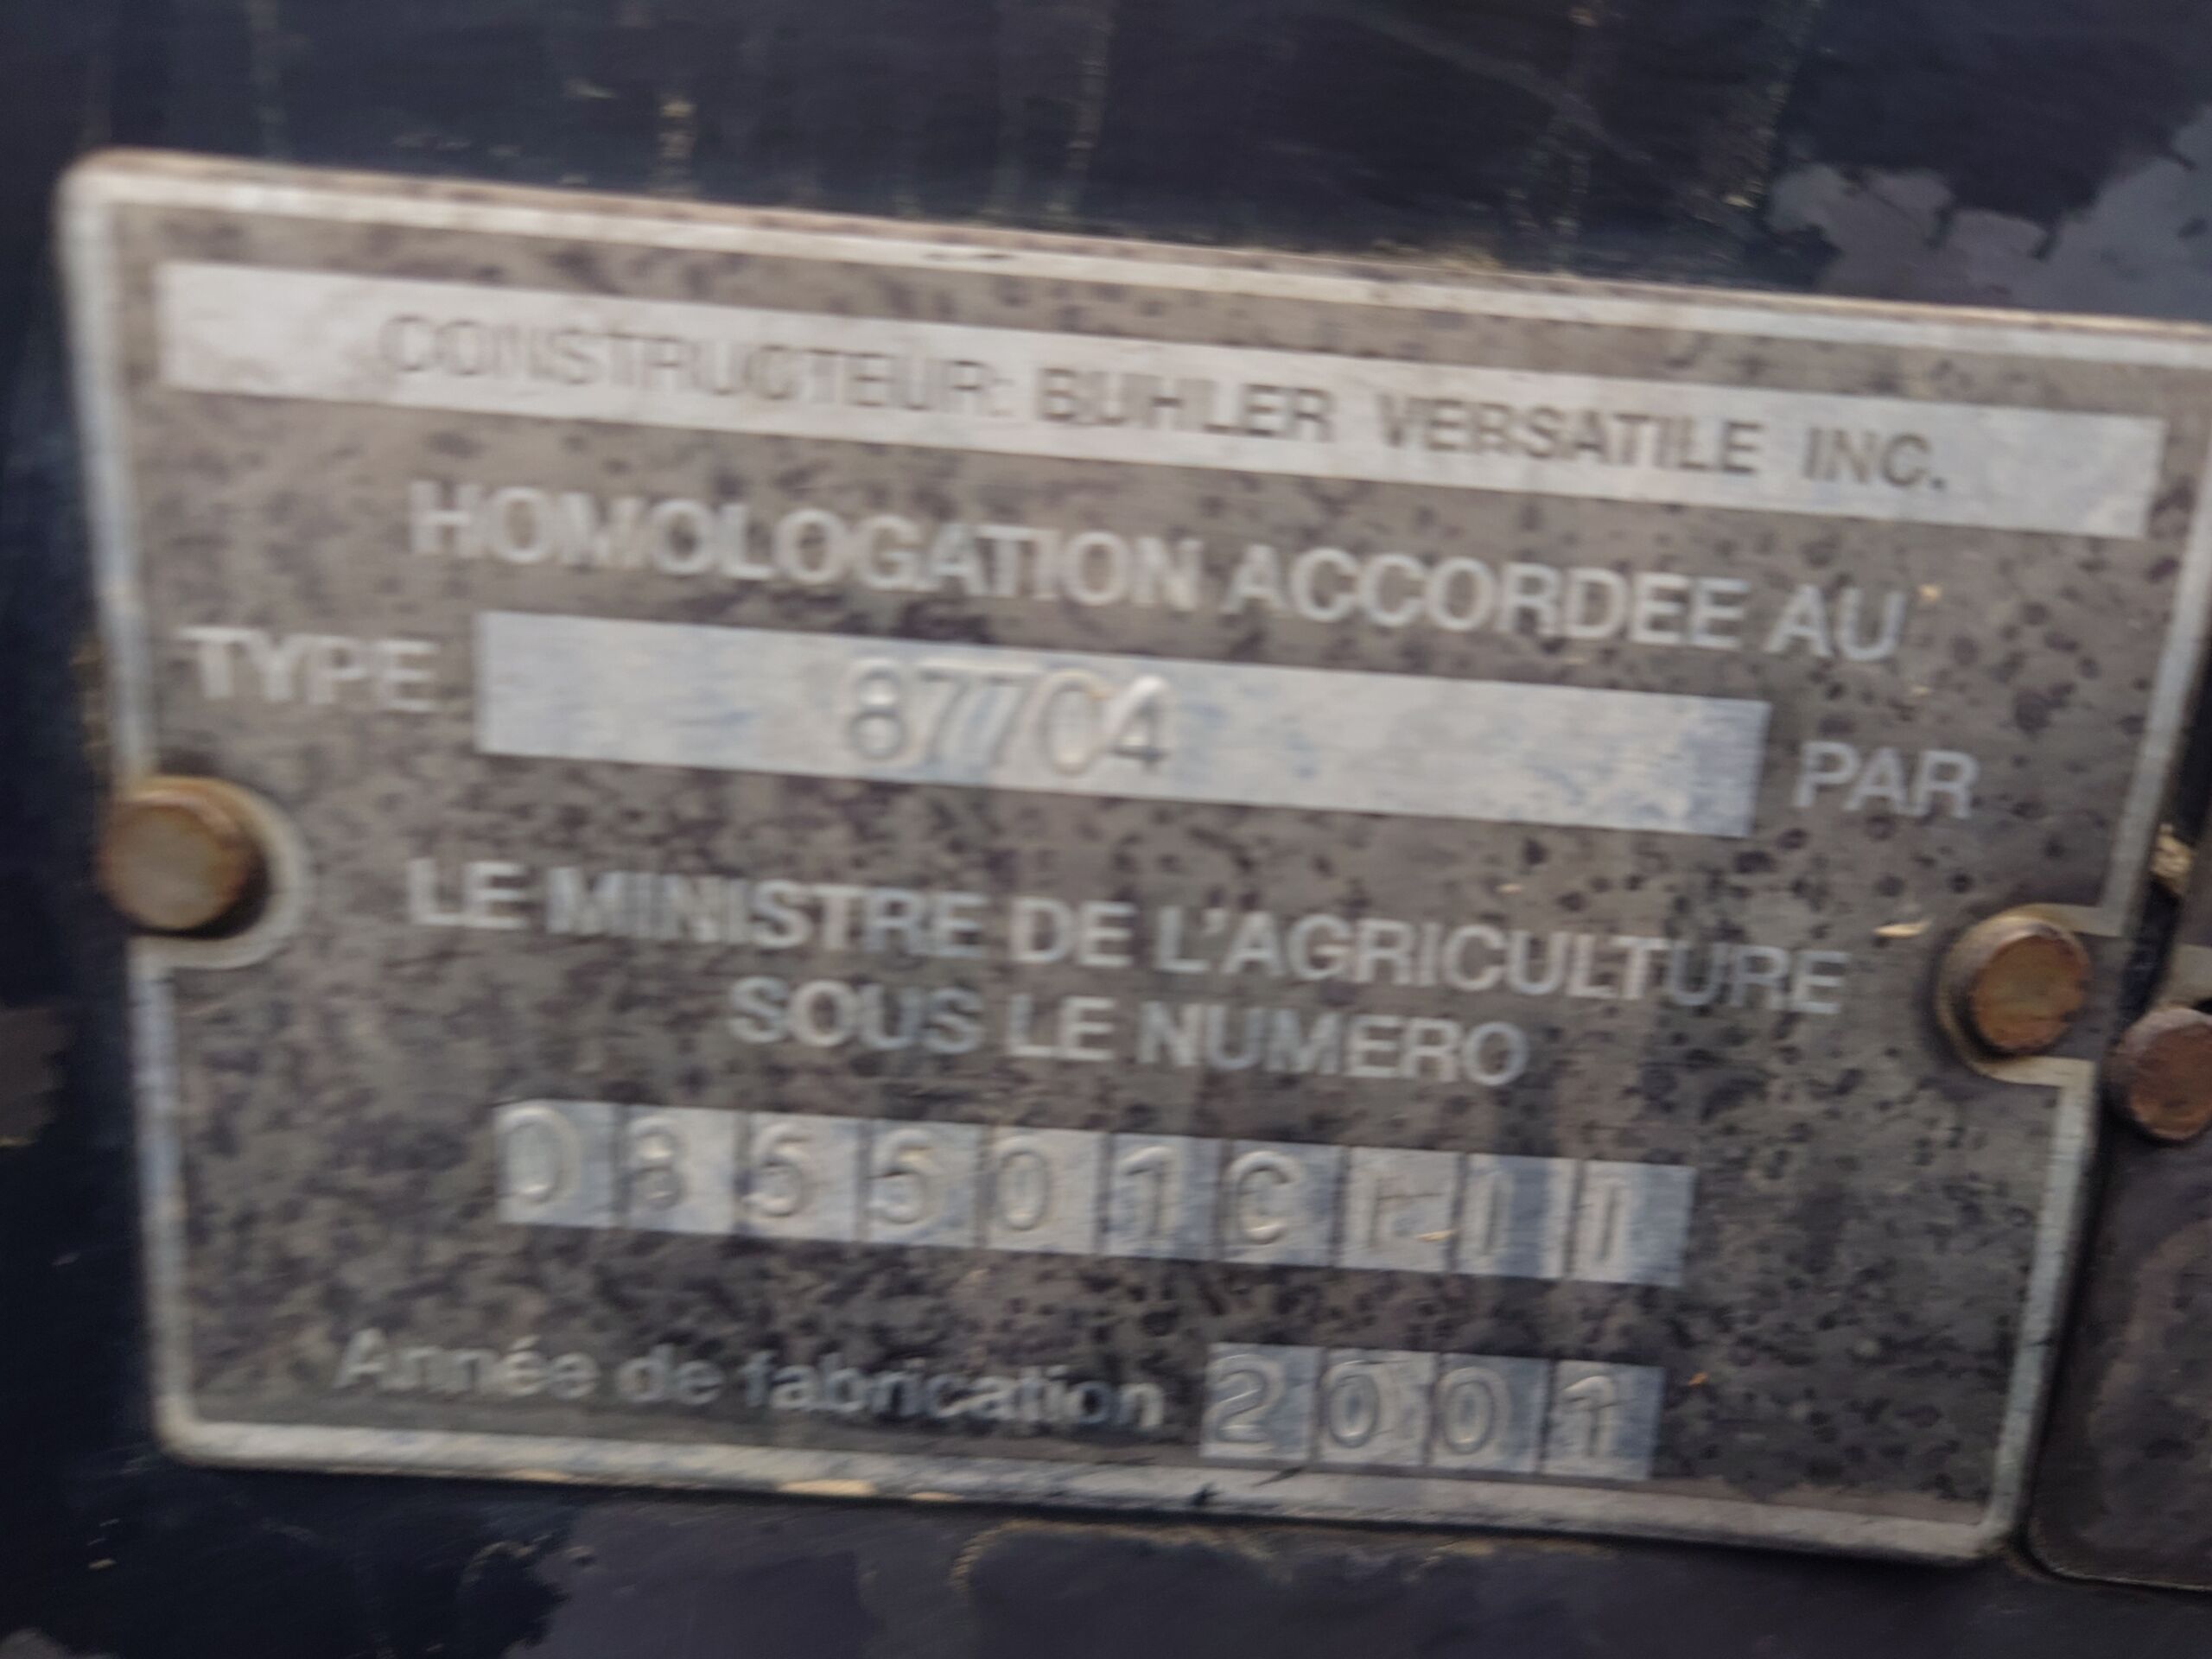 CONSTRUCTEUR: BUHLER VERSATILE INC.
HOMOLOGATION ACCORDEE AU
TYPE 87704 PAR
LE MINISTRE DE L'AGRICULTURE
SOUS LE NUMERO
Année de fabrication 2001